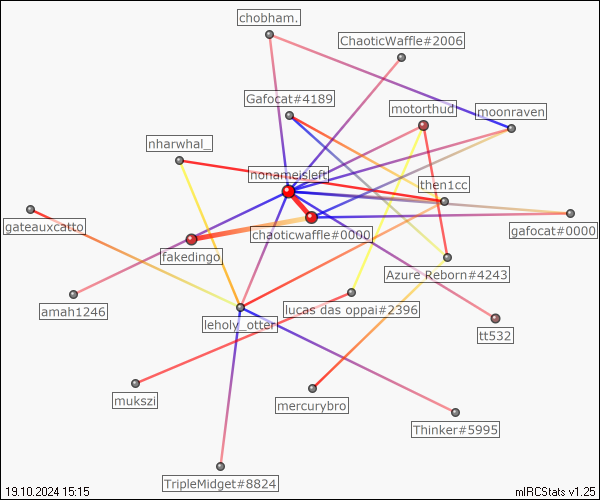 chobham.
ChaoticWaffle#2006
Gafocat#4189
motorthud
moonraven
nharwhal_
nonameisleft
then1cc
gateauxcatto
chaoticwaffle#0000
gafocat#0000
fakedingo
Azure Reborn#4243
amah1246
lucas das oppai#2396
leholy_otter
tt532
mukszi
mercurybro
Thinker#5995
TripleMidget#8824
19.10.2024 15:15
mIRCStats v1.25